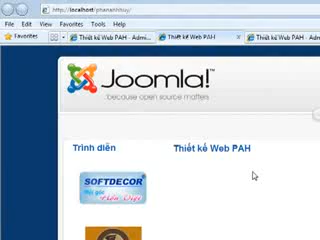 http://localhost/phananhhuy/
File Edit View Favorites Tools Help
Favorites
Thiết kế Web PAH - Admi...
Thiết kế Web PAH
Thiết kế Web PAH - Admi...
Joomla!™
...because open source matters
Trình diễn
Thiết kế Web PAH
SOFTDECOR